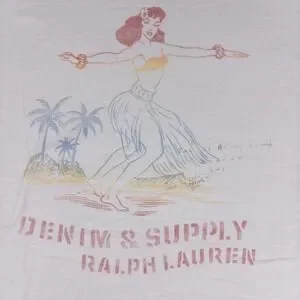 DENIM & SUPPLY
RALPH LAUREN